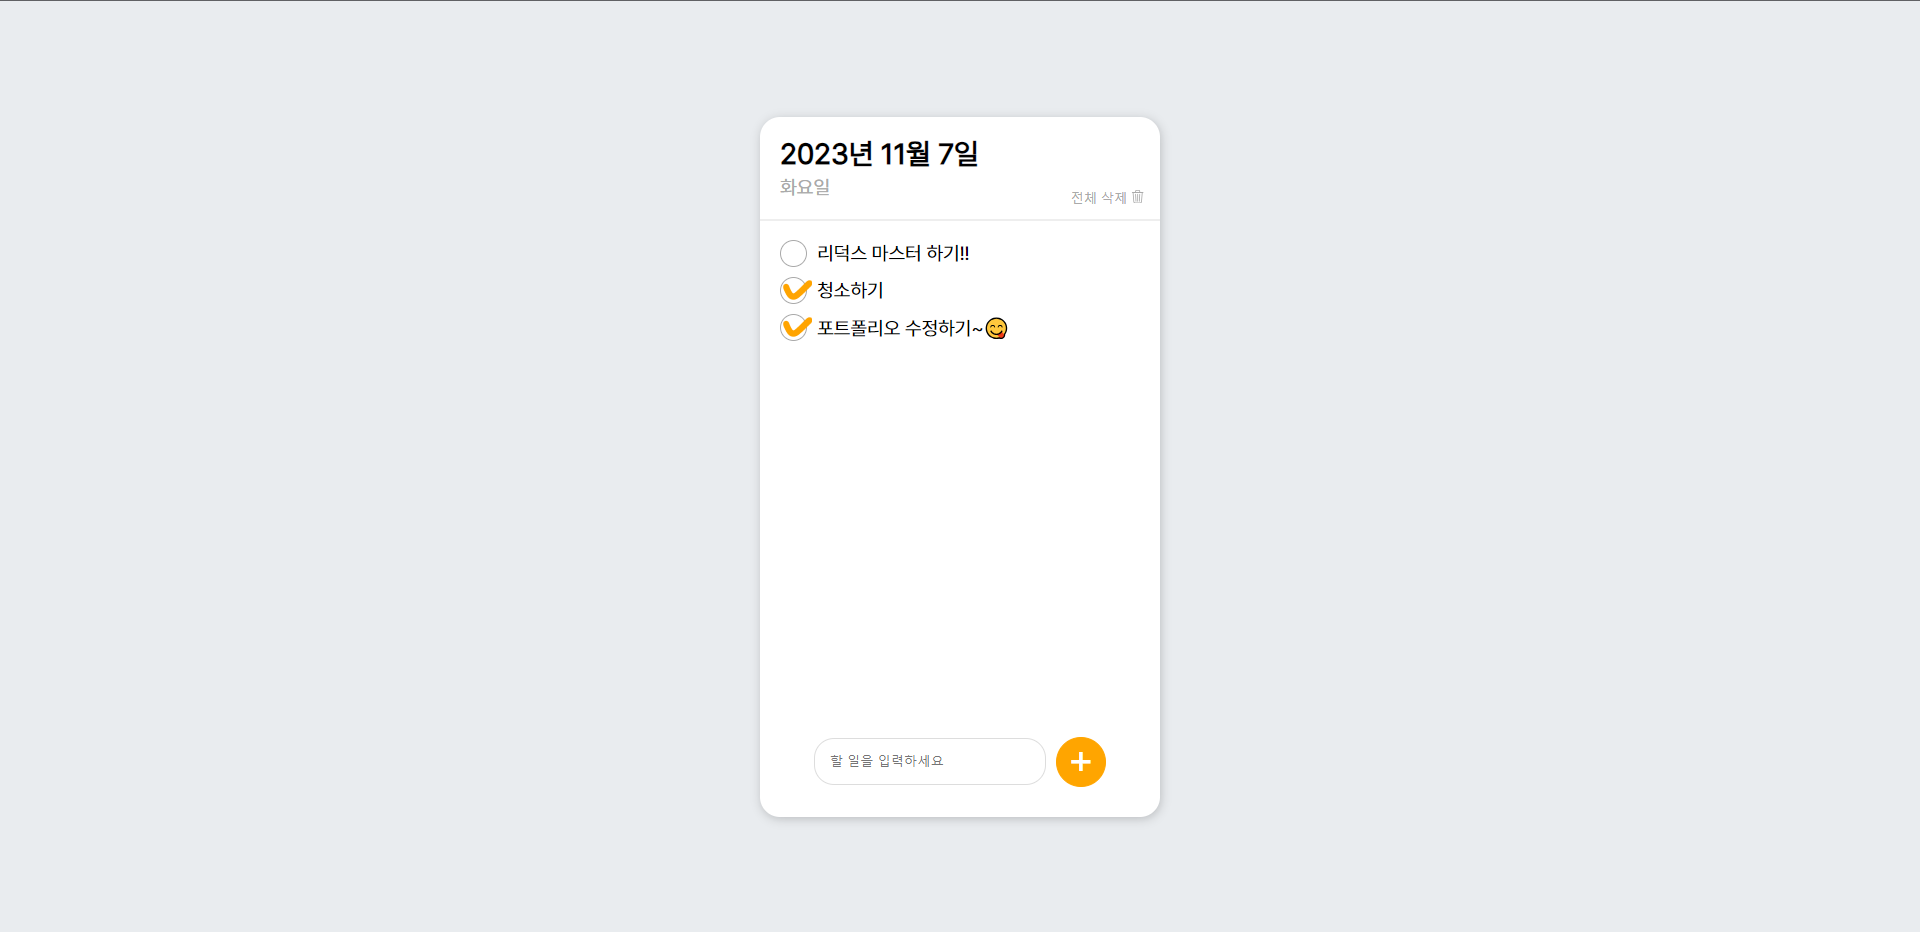 2023년 11월 7일
화요일
전체 삭제
리덕스 마스터 하기!!
청소하기
포트폴리오 수정하기~😋
할 일을 입력하세요